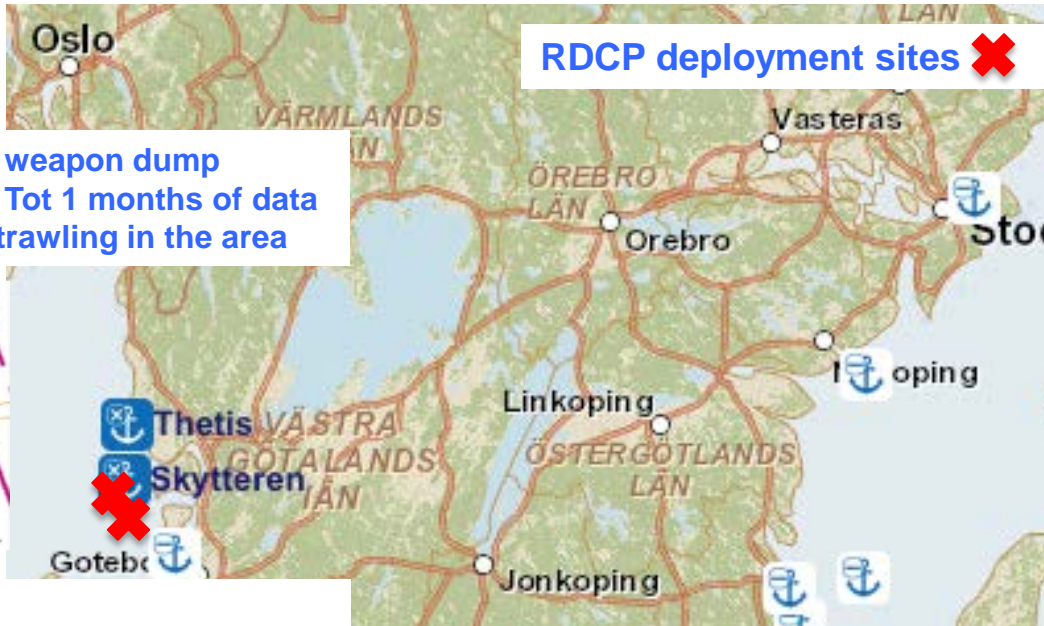 LÄN
Oslo
RDCP deployment sites
VÄRMLANDS
Vasteras
weapon dump
ÖREBRO
Tot 1 months of data
LÄN
trawling in the area
Orebro
oping
Linkoping
Thetis
VÄSTRA
ÖSTERGÖTLANDS
GÖTALANDS
Skytteren
LÄN
Jonkoping